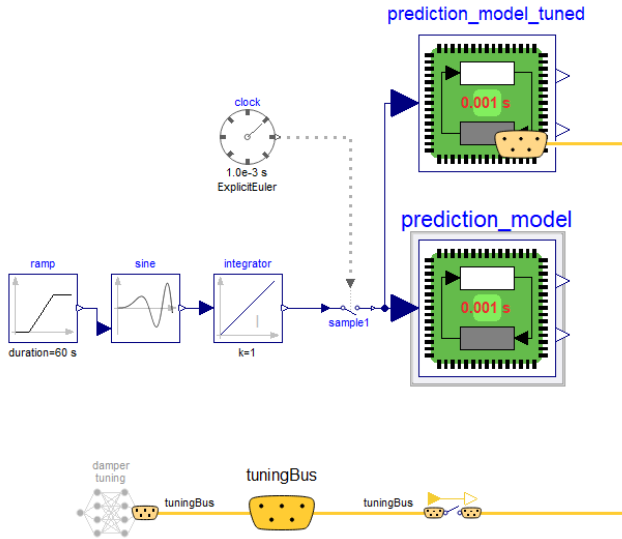 prediction_model_tuned
0.001 s
clock
1.0e-3 s
ExplicitEuler
prediction_model
ramp
sine
integrator
0.001 s
sample1
duration=60 s
k=1
I
damper
tuning
tuningBus
tuningBus
tuningBus